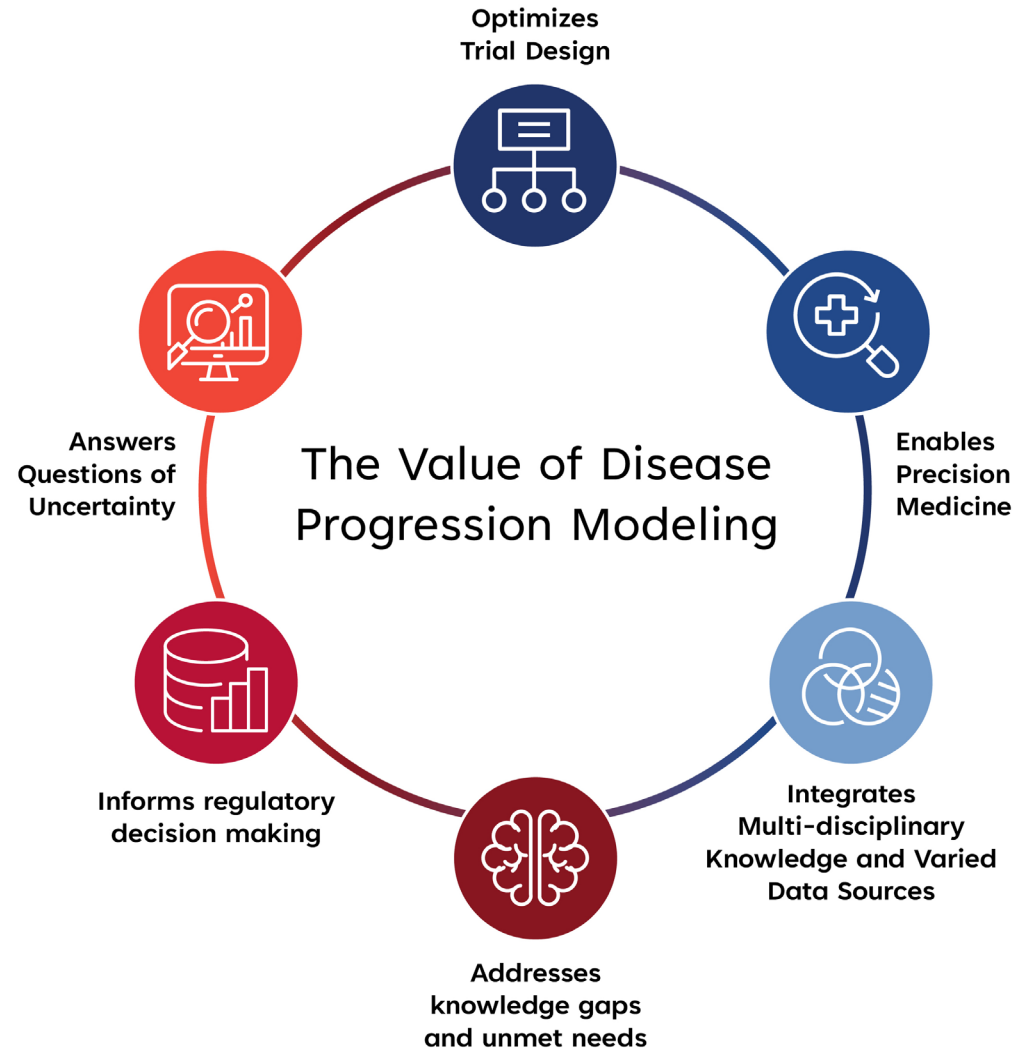 Optimizes
Trial Design
Enables
Precision
Medicine
Integrates
Multi-disciplinary
Knowledge and Varied
Data Sources
Addresses
knowledge gaps
and unmet needs
Informs regulatory
decision making
Answers
Questions of
Uncertainty
The Value of Disease
Progression Modeling